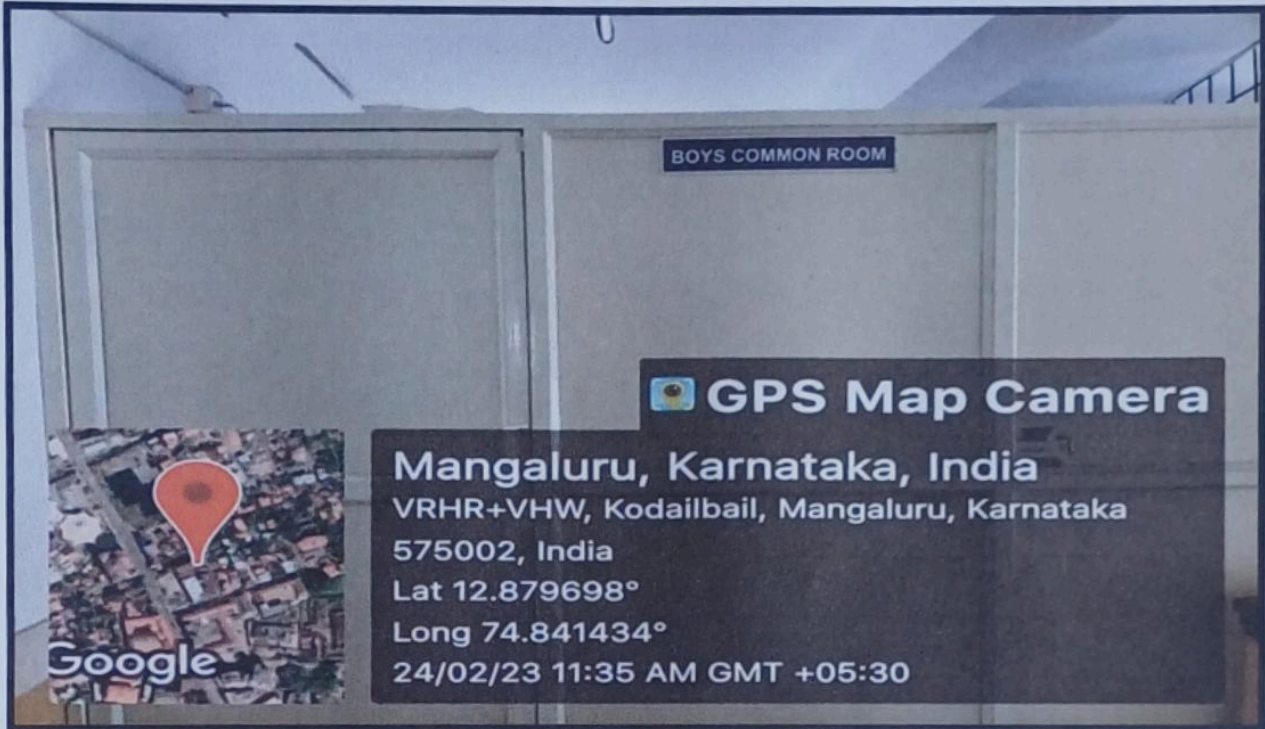 BOYS COMMON ROOM
GPS Map Camera
Mangaluru, Karnataka, India
VRHR+VHW, Kodailbail, Mangaluru, Karnataka
575002, India
Lat 12.879698°
Long 74.841434°
24/02/23 11:35 AM GMT +05:30
Google